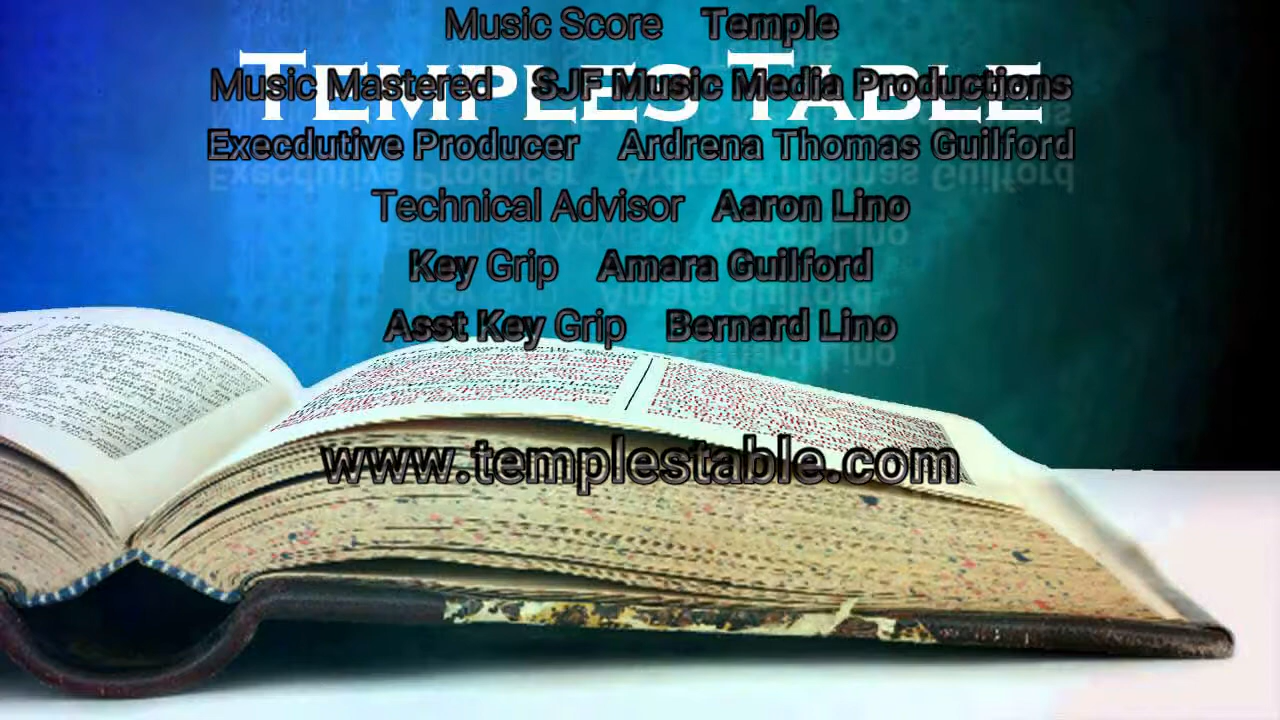 Music Score Temple
TEMPLES TABLE
Music Mastered SJF Music Media Productions
Execdutive Producer Ardrena Thomas Guilford
Technical Advisor Aaron Lino
Key Grip Amara Guilford
Asst Key Grip Bernard Lino
www.templestable.com